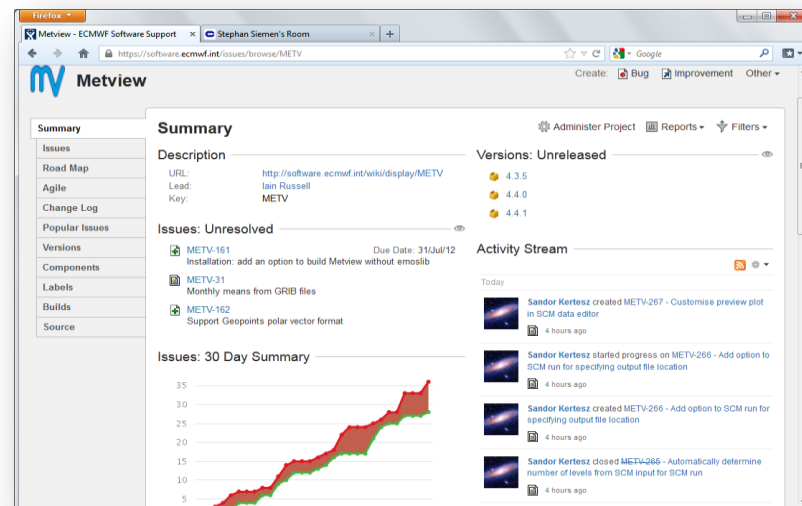 Firefox
Metview - ECMWF Software Support
Stephan Siemen's Room
https://software.ecmwf.int/issues/browse/METV
Google
Metview
Create: Bug Improvement Other
Summary
Issues
Road Map
Agile
Change Log
Popular Issues
Versions
Components
Labels
Builds
Source
Summary
Administer Project Reports Filters
Description
URL: http://software.ecmwf.int/wiki/display/METV
Lead: Iain Russell
Key: METV
Issues: Unresolved
METV-161 Due Date: 31/Jul/12
Installation: add an option to build Metview without emoslib
METV-31
Monthly means from GRIB files
METV-162
Support Geopoints polar vector format
Issues: 30 Day Summary
35
30
25
20
15
10
5
Versions: Unreleased
4.3.5
4.4.0
4.4.1
Activity Stream
Today
Sandor Kertesz created METV-267 - Customise preview plot
in SCM data editor
4 hours ago
Sandor Kertesz started progress on METV-266 - Add option to
SCM run for specifying output file location
4 hours ago
Sandor Kertesz created METV-266 - Add option to SCM run for
specifying output file location
4 hours ago
Sandor Kertesz closed METV-265 - Automatically determine
number of levels from SCM input for SCM run
4 hours ago